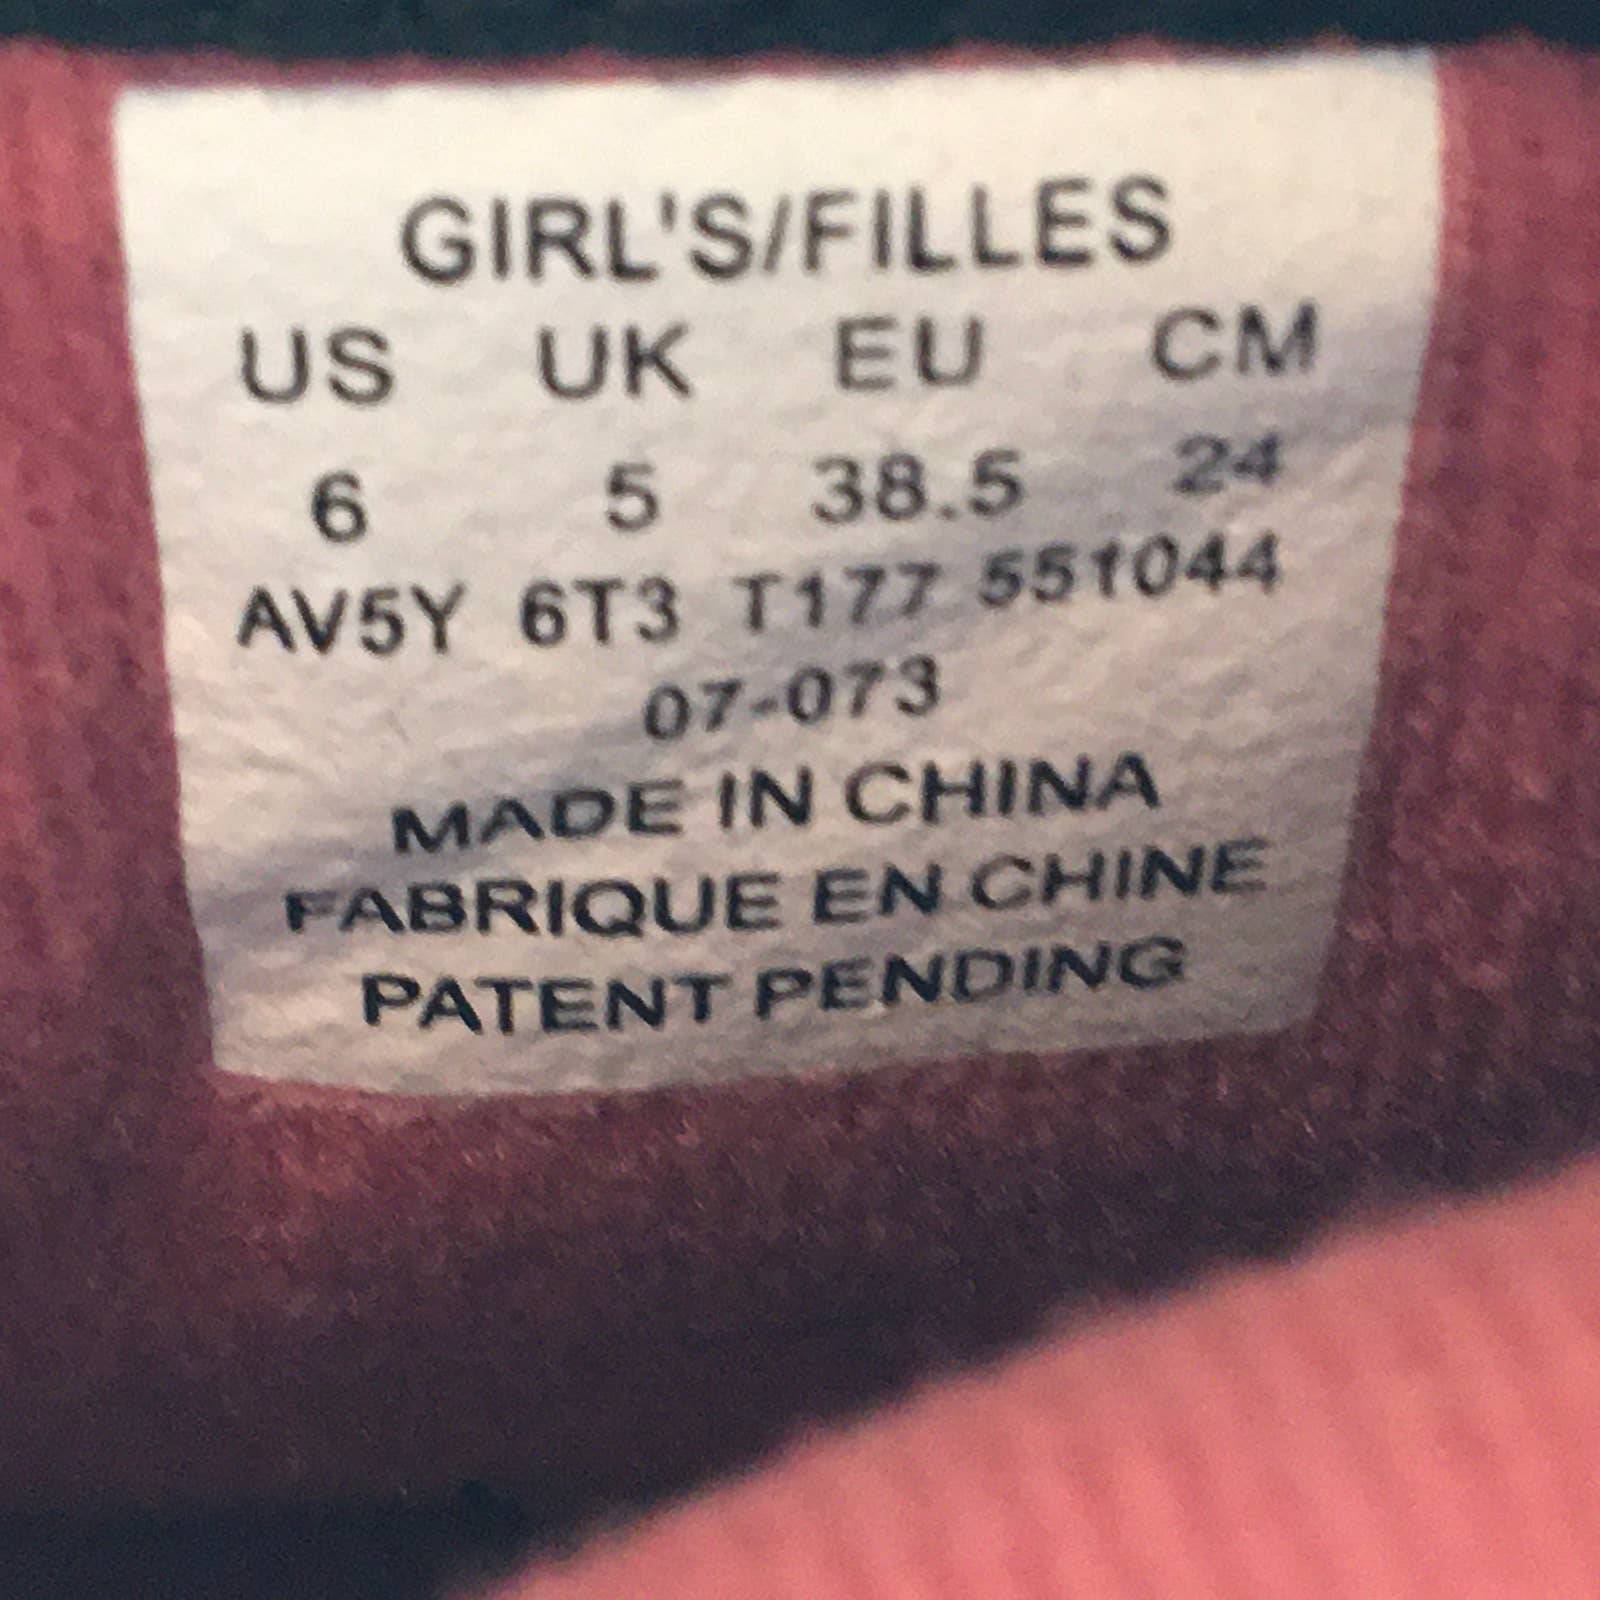 GIRL'S/FILLES
US UK EU CM
6 5 38.5 24
AV5Y 6T3 T177 551044
07-073
MADE IN CHINA
FABRIQUE EN CHINE
PATENT PENDING